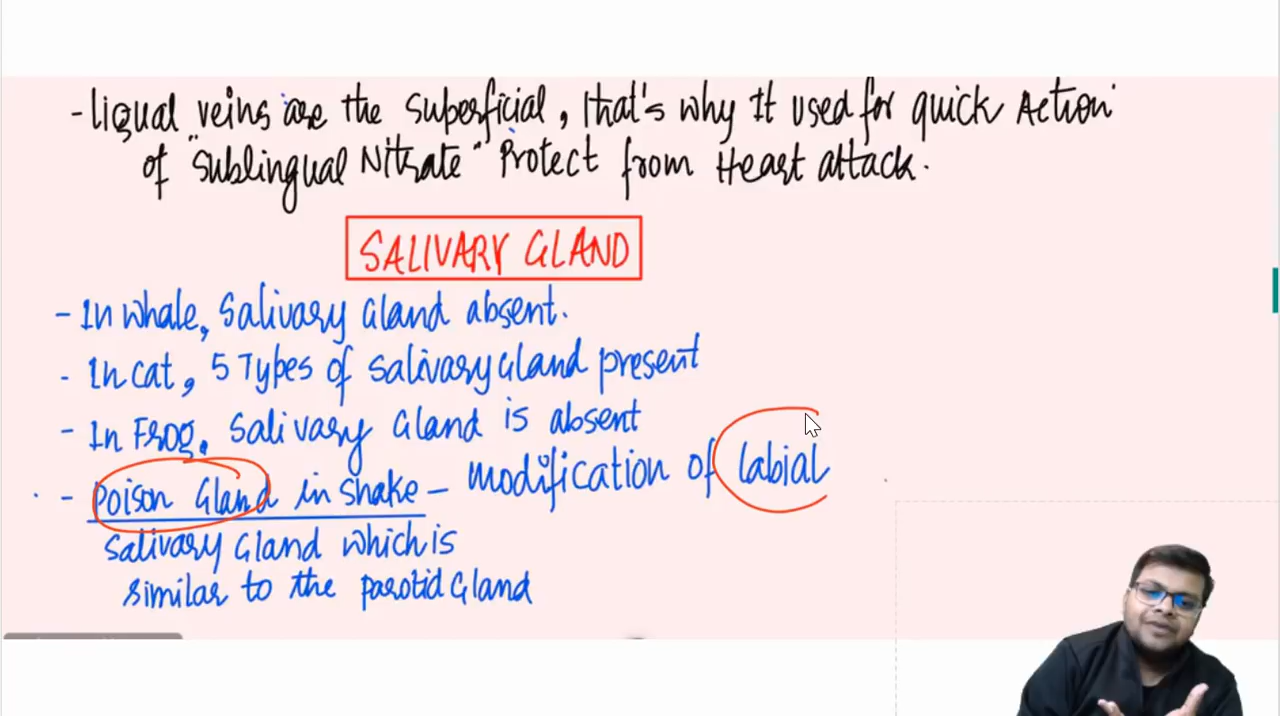 - Liqual veins are the superficial, that's why It used for quick Action
of "Sublingual Nitrate" Protect from Heart attack.
SALIVARY GLAND
- In whale, Salivary Gland absent.
- In cat, 5 Types of Salivary Gland present
- In Frog, Salivary Gland is absent
- Poison Gland in Snake - modification of labial
Salivary Gland which is
similar to the parotid Gland